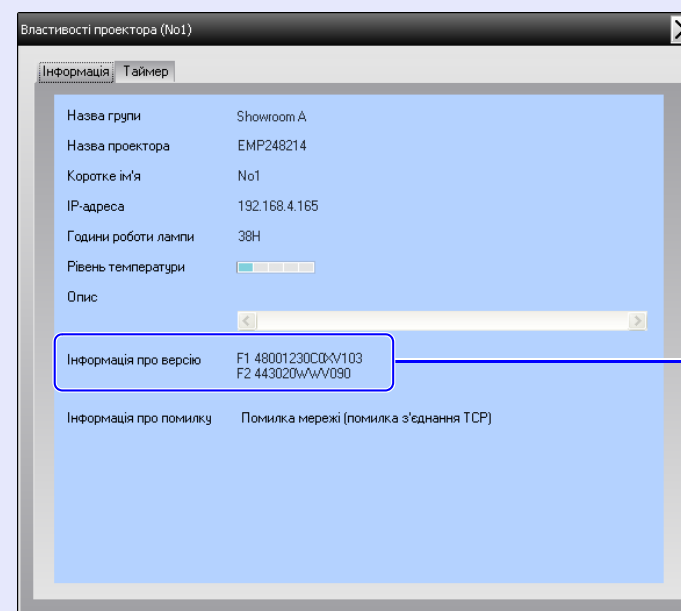 Властивості проектора (No1)
Інформація Таймер
Назва групи Showroom A
Назва проектора EMP248214
Коротке ім'я No1
IP-адреса 192.168.4.165
Години роботи лампи 38H
Рівень температури
Опис
Інформація про версію F1 48001230C0XV103
F2 443020WWV090
Інформація про помилку Помилка мережі (помилка з'єднання TCP)